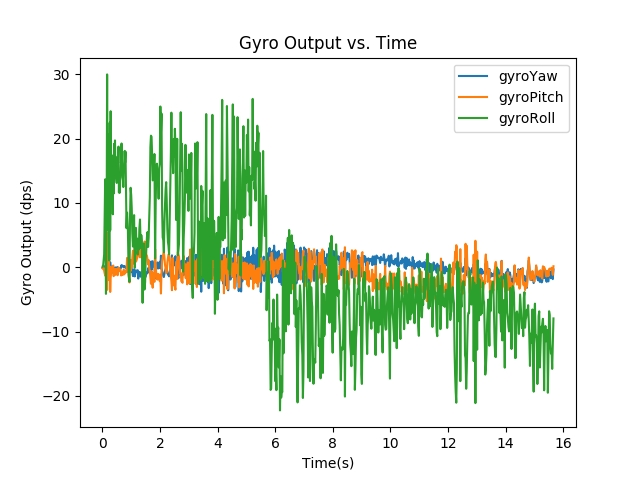 Gyro Output vs. Time
gyroYaw
gyroPitch
gyroRoll
30
20
10
0
−10
−20
Gyro Output (dps)
0 2 4 6 8 10 12 14 16
Time(s)